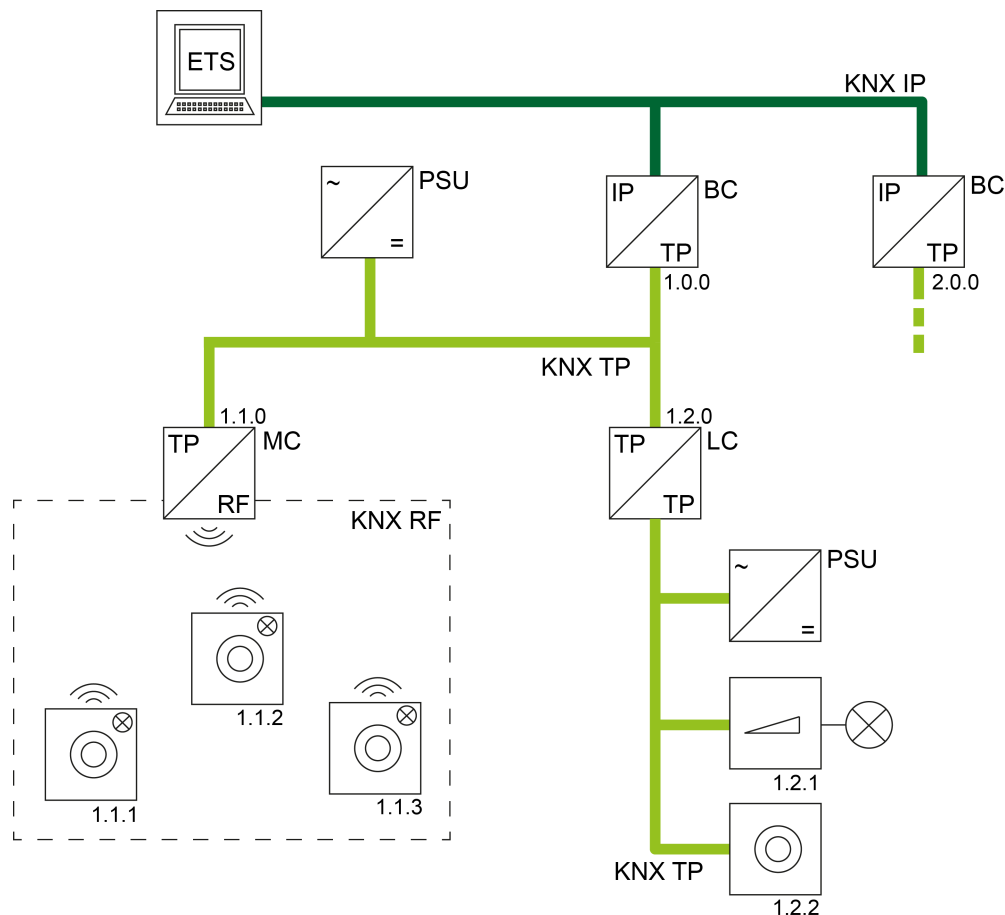 ETS
KNX IP
~
=
PSU
IP
TP
BC
1.0.0
IP
TP
BC
2.0.0
KNX TP
1.1.0
TP
RF
MC
1.2.0
TP
TP
LC
KNX RF
~
=
PSU
1.1.2
1.1.1
1.1.3
1.2.1
KNX TP
1.2.2